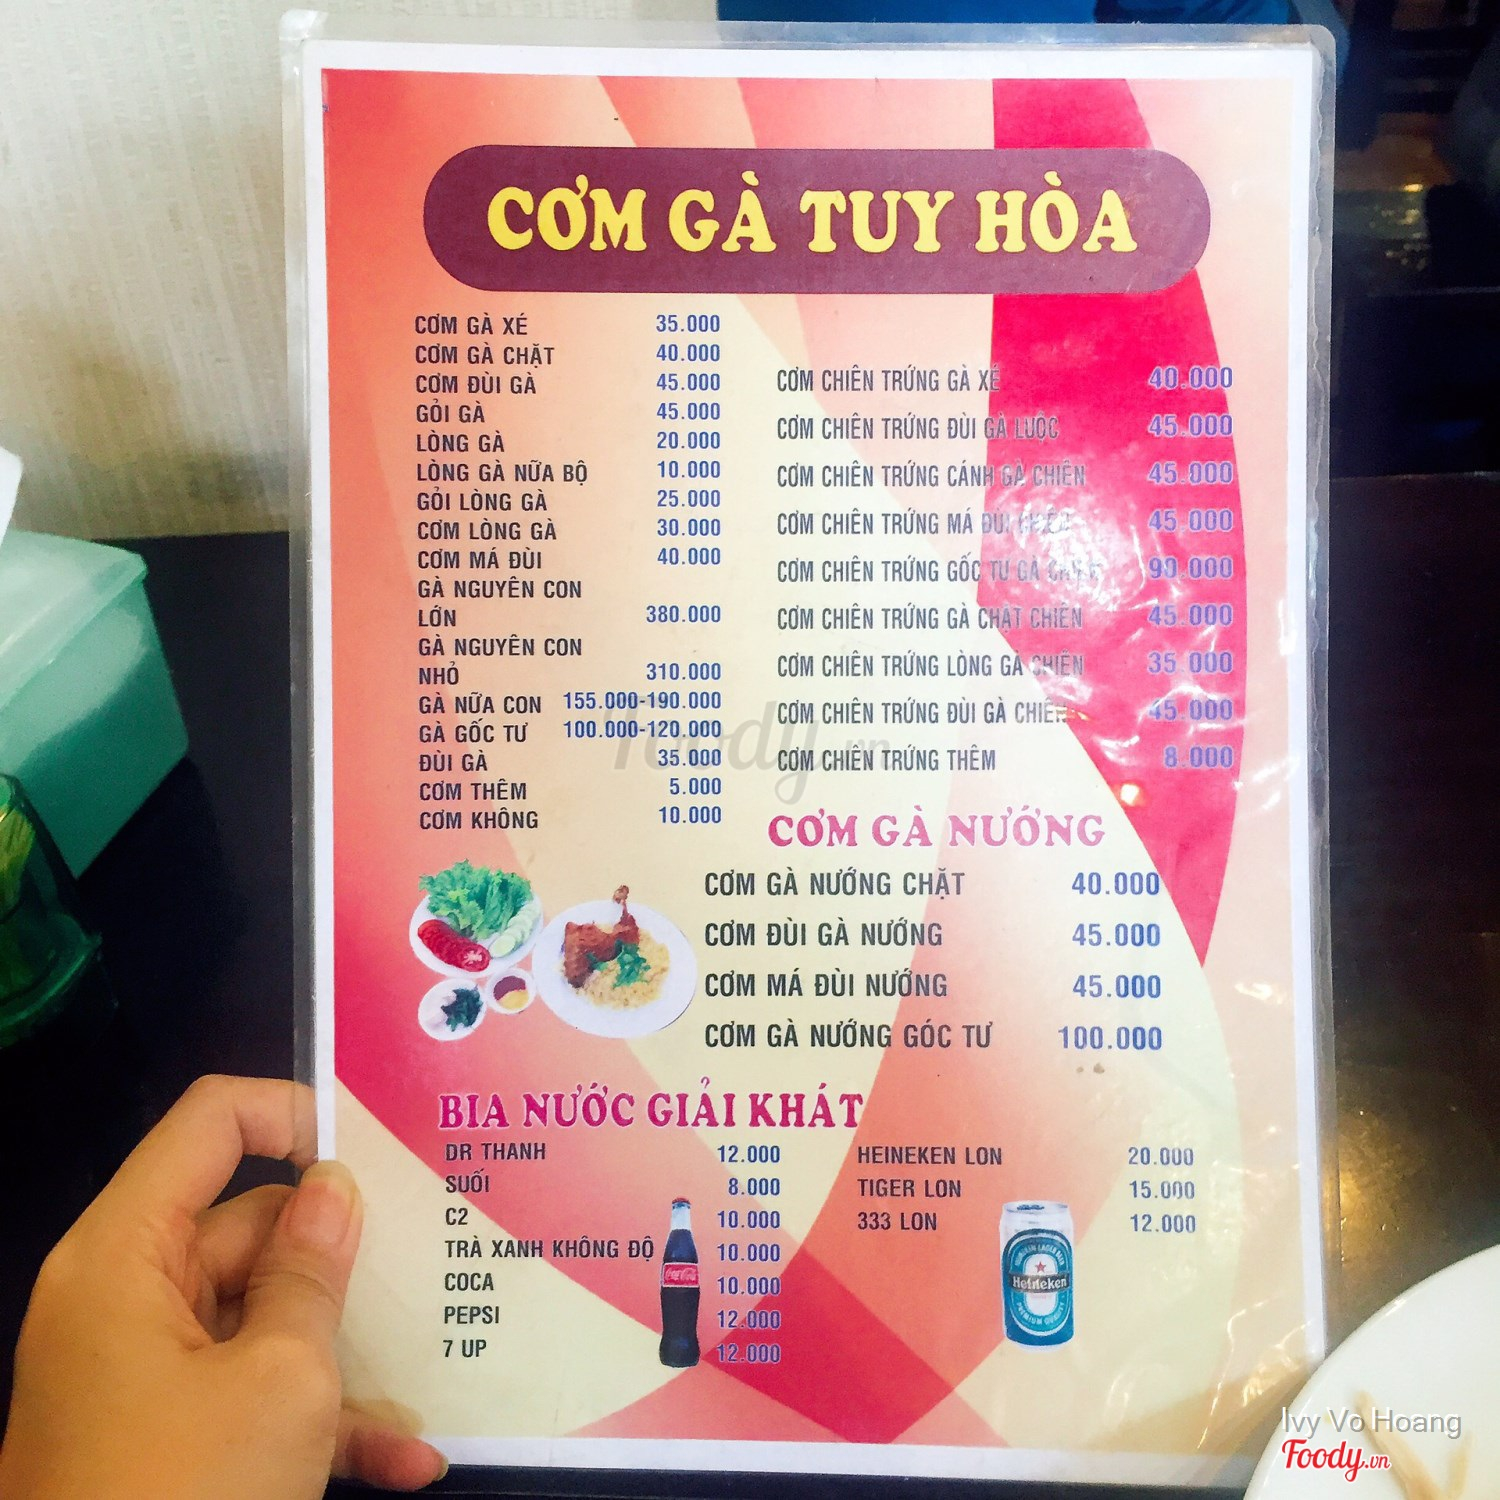 CƠM GÀ TUY HÒA
CƠM GÀ XÉ 35.000
CƠM GÀ CHẶT 40.000
CƠM ĐÙI GÀ 45.000
GỎI GÀ 45.000
LÒNG GÀ 20.000
LÒNG GÀ NỮA BỘ 10.000
GỎI LÒNG GÀ 25.000
CƠM LÒNG GÀ 30.000
CƠM MÁ ĐÙI 40.000
GÀ NGUYÊN CON
LỚN 380.000
GÀ NGUYÊN CON
NHỎ 310.000
GÀ NỮA CON 155.000-190.000
GÀ GỐC TƯ 100.000-120.000
ĐÙI GÀ 35.000
CƠM THÊM 5.000
CƠM KHÔNG 10.000
CƠM CHIÊN TRỨNG GÀ XÉ 40.000
CƠM CHIÊN TRỨNG ĐÙI GÀ LUỘC 45.000
CƠM CHIÊN TRỨNG CÁNH GÀ CHIÊN 45.000
CƠM CHIÊN TRỨNG MÁ ĐÙI 45.000
CƠM CHIÊN TRỨNG GỐC TƯ GÀ 90.000
CƠM CHIÊN TRỨNG GÀ CHẶT CHIÊN 45.000
CƠM CHIÊN TRỨNG LÒNG GÀ CHIÊN 35.000
CƠM CHIÊN TRỨNG ĐÙI GÀ CHIÊN 45.000
CƠM CHIÊN TRỨNG THÊM 8.000
Foody.vn
CƠM GÀ NƯỚNG
CƠM GÀ NƯỚNG CHẶT 40.000
CƠM ĐÙI GÀ NƯỚNG 45.000
CƠM MÁ ĐÙI NƯỚNG 45.000
CƠM GÀ NƯỚNG GÓC TƯ 100.000
BIA NƯỚC GIẢI KHÁT
DR THANH 12.000
SUỐI 8.000
C2 10.000
TRÀ XANH KHÔNG ĐỘ 10.000
COCA 10.000
PEPSI 12.000
7 UP 12.000
Coca-Cola
HEINEKEN LON 20.000
TIGER LON 15.000
333 LON 12.000
Heineken
PREMIUM QUALITY
Ivy Vo Hoang
Foody.vn